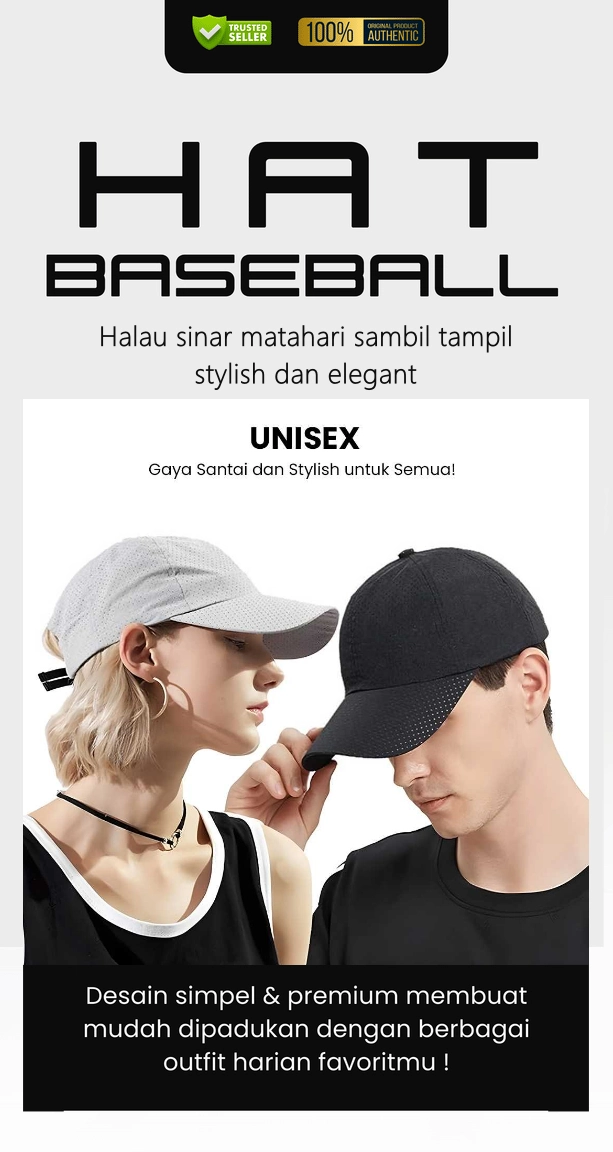 TRUSTED
SELLER
100%
ORIGINAL PRODUCT
AUTHENTIC
HAT
BASEBALL
Halau sinar matahari sambil tampil
stylish dan elegant
UNISEX
Gaya Santai dan Stylish untuk Semua!
Desain simpel & premium membuat
mudah dipadukan dengan berbagai
outfit harian favoritmu !